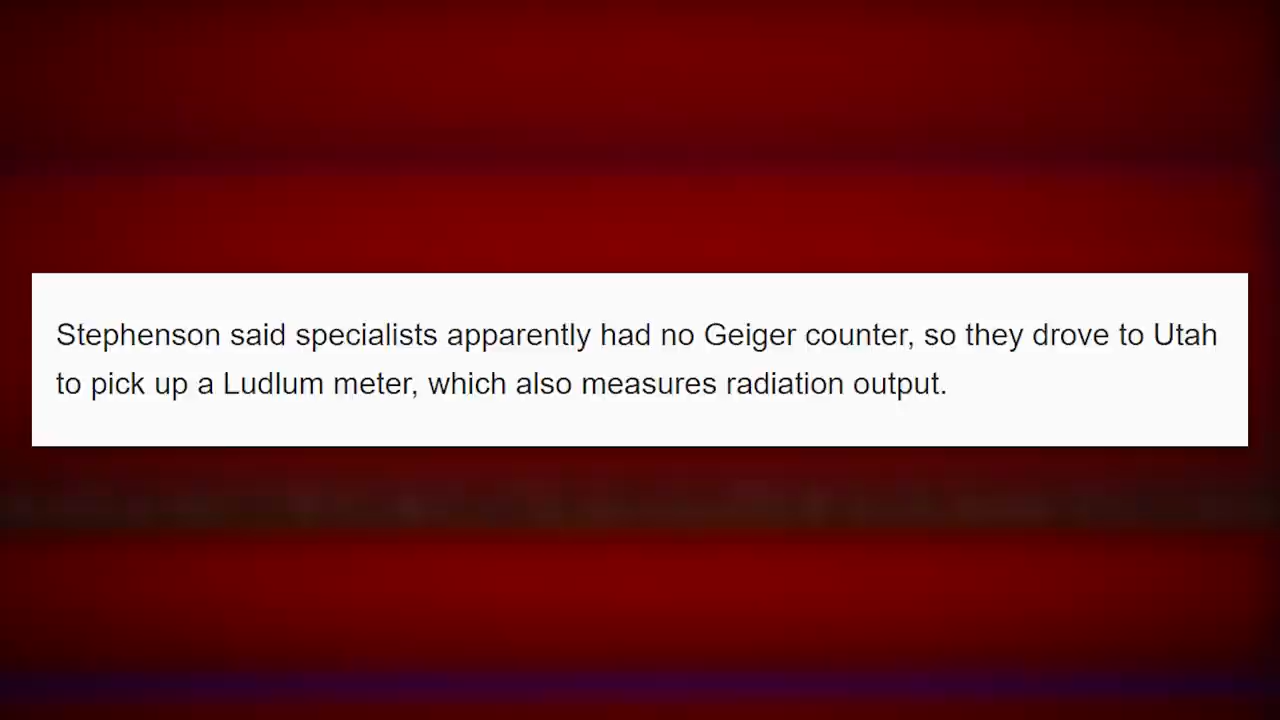 Stephenson said specialists apparently had no Geiger counter, so they drove to Utah
to pick up a Ludlum meter, which also measures radiation output.